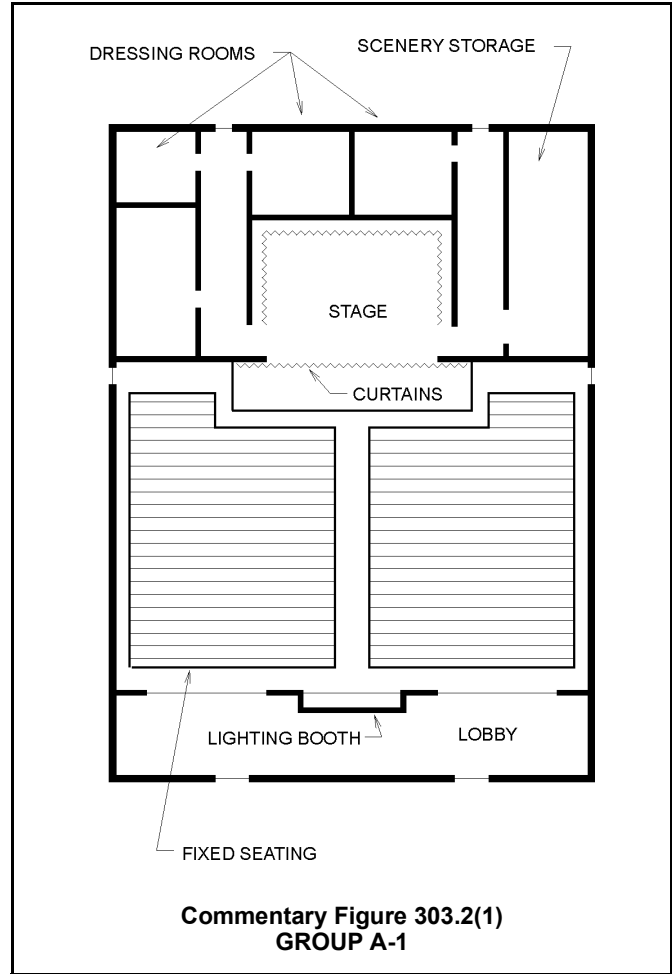 DRESSING ROOMS
SCENERY STORAGE
STAGE
CURTAINS
LIGHTING BOOTH
LOBBY
FIXED SEATING
Commentary Figure 303.2(1)
GROUP A-1